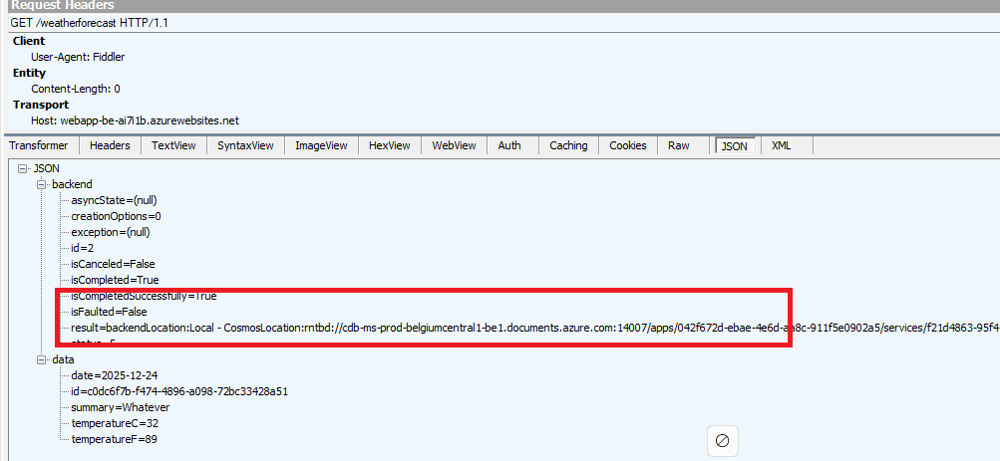 Request Headers
GET /weatherforecast HTTP/1.1
Client
User-Agent: Fiddler
Entity
Content-Length: 0
Transport
Host: webapp-be-ai7i1b.azurewebsites.net
Transformer Headers TextView SyntaxView ImageView HexView WebView Auth Caching Cookies Raw JSON XML
JSON
backend
asyncState=(null)
creationOptions=0
exception=(null)
id=2
isCanceled=False
isCompleted=True
isCompletedSuccessfully=True
isFaulted=False
result=backendLocation:Local - CosmosLocation:rntbd://cdb-ms-prod-belgiumcentral1-be1.documents.azure.com:14007/apps/042f672d-ebae-4e6d-aa8c-911f5e0902a5/services/f21d4863-95f4
status=5
data
date=2025-12-24
id=c0dc6f7b-f474-4896-a098-72bc33428a51
summary=Whatever
temperatureC=32
temperatureF=89